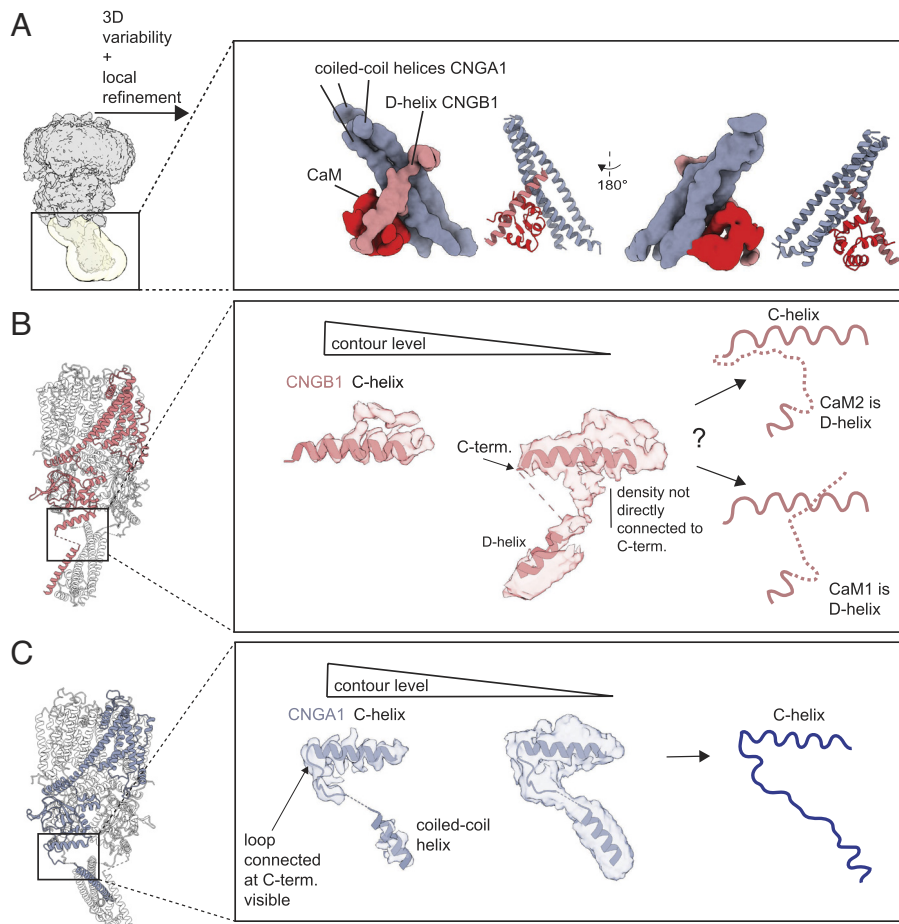 A
3D
variability
+
local
refinement
coiled-coil helices CNGA1
D-helix CNGB1
CaM
180°
B
contour level
CNGB1 C-helix
C-term.
D-helix
density not
directly
connected to
C-term.
?
C-helix
CaM2 is
D-helix
CaM1 is
D-helix
C
contour level
CNGA1 C-helix
loop
connected
at C-term.
visible
coiled-coil
helix
C-helix